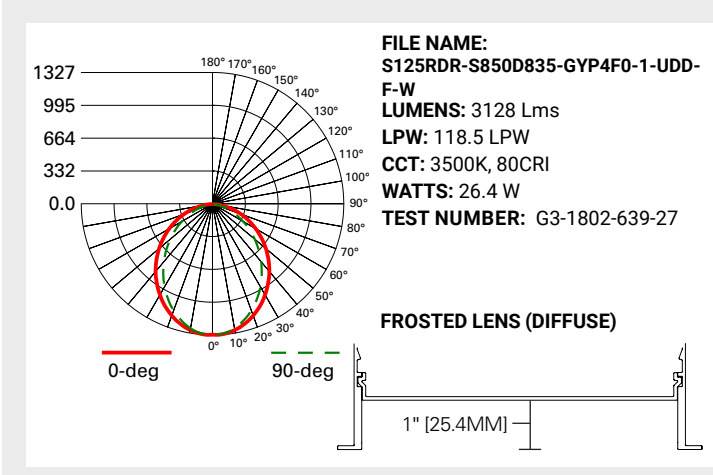 FILE NAME:
S125RDR-S850D835-GYP4F0-1-UDD-
F-W
LUMENS: 3128 Lms
LPW: 118.5 LPW
CCT: 3500K, 80CRI
WATTS: 26.4 W
TEST NUMBER: G3-1802-639-27
1327
995
664
332
0.0
180°
170°
160°
150°
140°
130°
120°
110°
100°
90°
80°
70°
60°
50°
40°
30°
20°
10°
0°
0-deg
90-deg
FROSTED LENS (DIFFUSE)
1" [25.4MM]